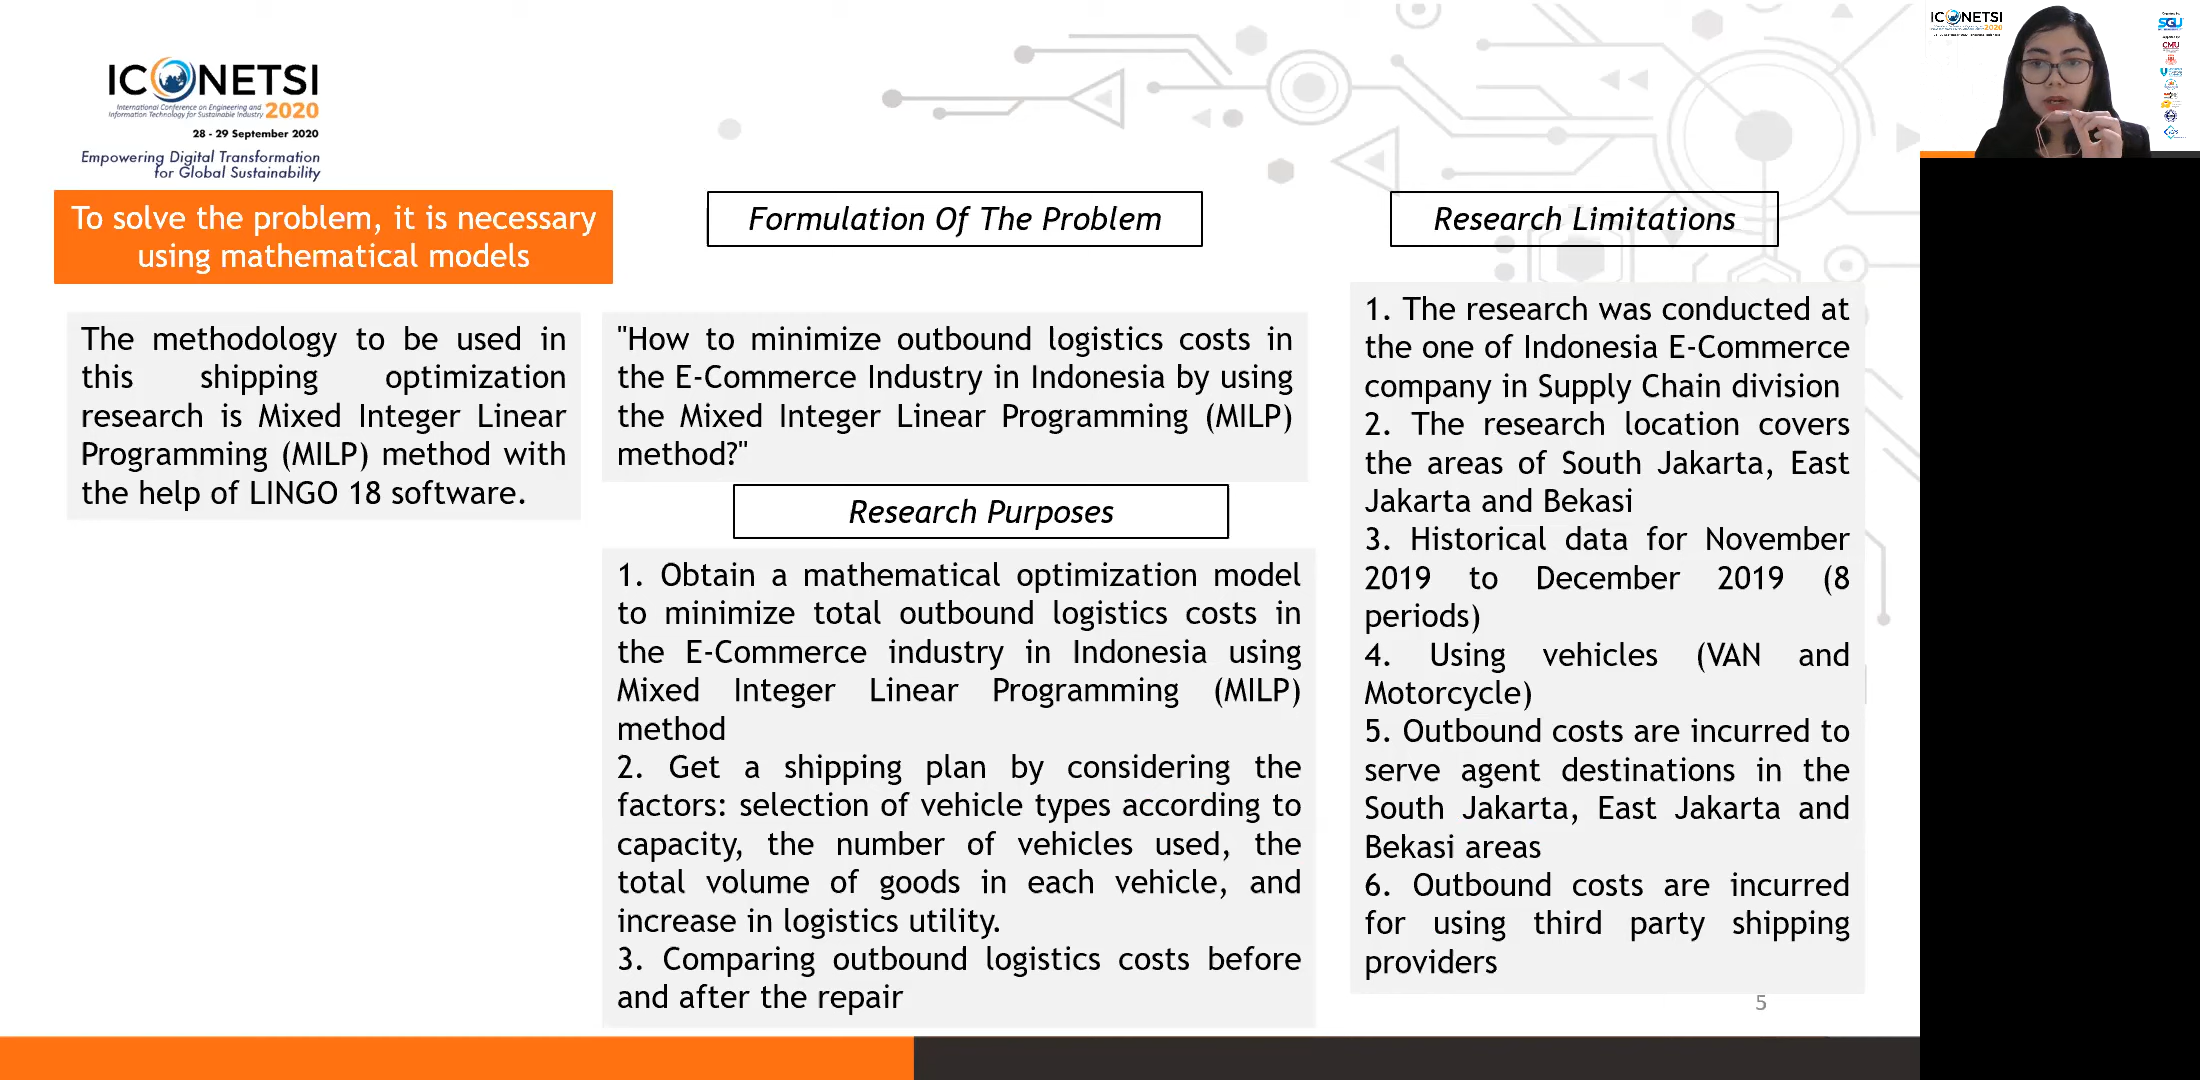 ICONETSI
International Conference on Engineering and
Information Technology for Sustainable Industry 2020
28 - 29 September 2020
Empowering Digital Transformation
for Global Sustainability
To solve the problem, it is necessary
using mathematical models
The methodology to be used in
this shipping optimization
research is Mixed Integer Linear
Programming (MILP) method with
the help of LINGO 18 software.
Formulation Of The Problem
"How to minimize outbound logistics costs in
the E-Commerce Industry in Indonesia by using
the Mixed Integer Linear Programming (MILP)
method?"
Research Purposes
1. Obtain a mathematical optimization model
to minimize total outbound logistics costs in
the E-Commerce industry in Indonesia using
Mixed Integer Linear Programming (MILP)
method
2. Get a shipping plan by considering the
factors: selection of vehicle types according to
capacity, the number of vehicles used, the
total volume of goods in each vehicle, and
increase in logistics utility.
3. Comparing outbound logistics costs before
and after the repair
Research Limitations
1. The research was conducted at
the one of Indonesia E-Commerce
company in Supply Chain division
2. The research location covers
the areas of South Jakarta, East
Jakarta and Bekasi
3. Historical data for November
2019 to December 2019 (8
periods)
4. Using vehicles (VAN and
Motorcycle)
5. Outbound costs are incurred to
serve agent destinations in the
South Jakarta, East Jakarta and
Bekasi areas
6. Outbound costs are incurred
for using third party shipping
providers
5
ICONETSI
2020
SGU
CMU